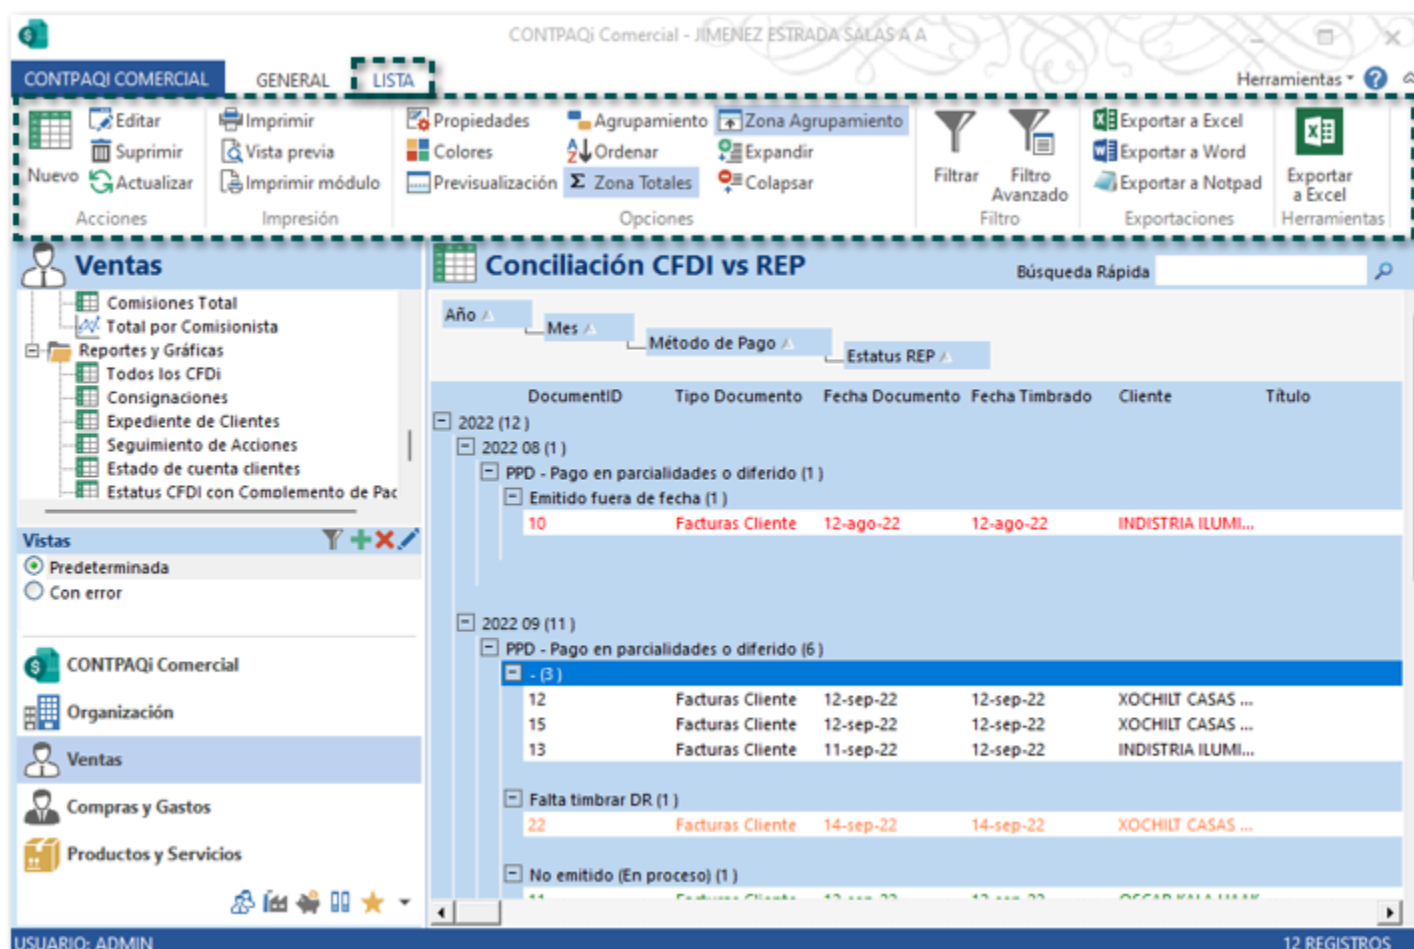 CONTPAQi Comercial - JIMENEZ ESTRADA SALAS A A
CONTPAQI COMERCIAL GENERAL LISTA Herramientas
Editar Imprimir Propiedades Agrupamiento Zona Agrupamiento Exportar a Excel
Suprimir Vista previa Colores Ordenar Expandir Exportar a Word
Nuevo Actualizar Imprimir módulo Previsualización Σ Zona Totales Colapsar Filtrar Filtro Avanzado Exportar a Notpad Exportar a Excel
Acciones Impresión Opciones Filtro Exportaciones Herramientas
Ventas
Comisiones Total
Total por Comisionista
Reportes y Gráficas
Todos los CFDi
Consignaciones
Expediente de Clientes
Seguimiento de Acciones
Estado de cuenta clientes
Estatus CFDI con Complemento de Pac
Vistas
Predeterminada
Con error
CONTPAQi Comercial
Organización
Ventas
Compras y Gastos
Productos y Servicios
Conciliación CFDI vs REP
Búsqueda Rápida
Año
Mes
Método de Pago
Estatus REP
DocumentID Tipo Documento Fecha Documento Fecha Timbrado Cliente Título
2022 (12)
2022 08 (1)
PPD - Pago en parcialidades o diferido (1)
Emitido fuera de fecha (1)
10 Facturas Cliente 12-ago-22 12-ago-22 INDISTRIA ILUMI...
2022 09 (11)
PPD - Pago en parcialidades o diferido (6)
- (3)
12 Facturas Cliente 12-sep-22 12-sep-22 XOCHILT CASAS ...
15 Facturas Cliente 12-sep-22 12-sep-22 XOCHILT CASAS ...
13 Facturas Cliente 11-sep-22 12-sep-22 INDISTRIA ILUMI...
Falta timbrar DR (1)
22 Facturas Cliente 14-sep-22 14-sep-22 XOCHILT CASAS ...
No emitido (En proceso) (1)
USUARIO: ADMIN 12 REGISTROS